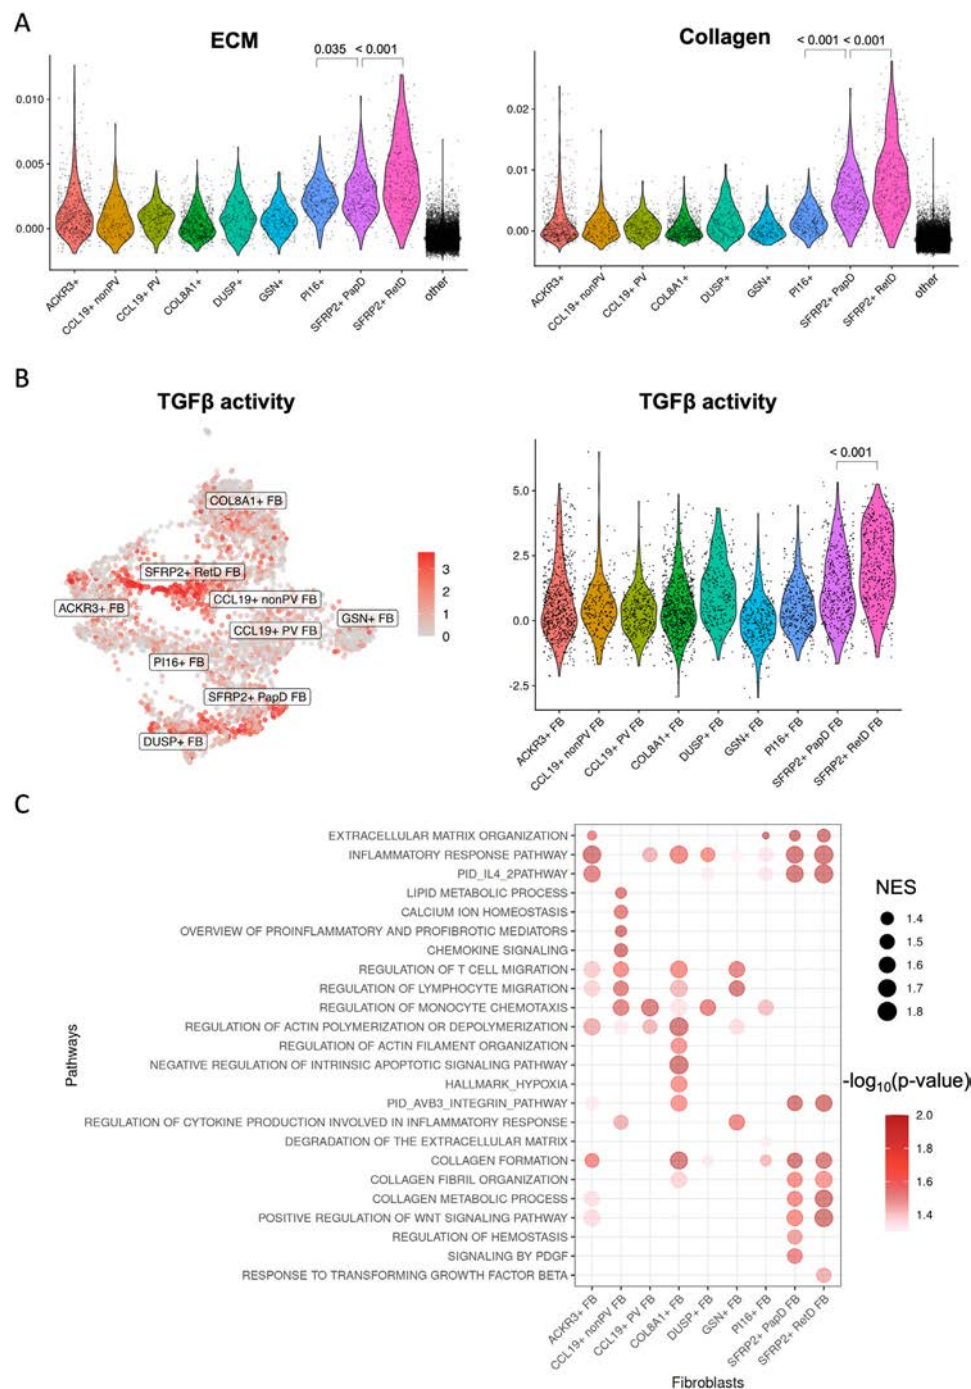 A
ECM
Collagen
0.035 < 0.001
< 0.001 < 0.001
0.010
0.005
0.000
0.02
0.01
0.00
ACKR3+
CCL19+ nonPV
CCL19+ PV
COL8A1+
DUSP+
GSN+
PI16+
SFRP2+ PapD
SFRP2+ RetD
other
ACKR3+
CCL19+ nonPV
CCL19+ PV
COL8A1+
DUSP+
GSN+
PI16+
SFRP2+ PapD
SFRP2+ RetD
other
B
TGFβ activity
TGFβ activity
COL8A1+ FB
SFRP2+ RetD FB
CCL19+ nonPV FB
ACKR3+ FB
GSN+ FB
CCL19+ PV FB
PI16+ FB
SFRP2+ PapD FB
DUSP+ FB
3
2
1
0
< 0.001
5.0
2.5
0.0
-2.5
ACKR3+ FB
CCL19+ nonPV FB
CCL19+ PV FB
COL8A1+ FB
DUSP+ FB
GSN+ FB
PI16+ FB
SFRP2+ PapD FB
SFRP2+ RetD FB
C
Pathways
EXTRACELLULAR MATRIX ORGANIZATION
INFLAMMATORY RESPONSE PATHWAY
PID_IL4_2PATHWAY
LIPID METABOLIC PROCESS
CALCIUM ION HOMEOSTASIS
OVERVIEW OF PROINFLAMMATORY AND PROFIBROTIC MEDIATORS
CHEMOKINE SIGNALING
REGULATION OF T CELL MIGRATION
REGULATION OF LYMPHOCYTE MIGRATION
REGULATION OF MONOCYTE CHEMOTAXIS
REGULATION OF ACTIN POLYMERIZATION OR DEPOLYMERIZATION
REGULATION OF ACTIN FILAMENT ORGANIZATION
NEGATIVE REGULATION OF INTRINSIC APOPTOTIC SIGNALING PATHWAY
HALLMARK_HYPOXIA
PID_AVB3_INTEGRIN_PATHWAY
REGULATION OF CYTOKINE PRODUCTION INVOLVED IN INFLAMMATORY RESPONSE
DEGRADATION OF THE EXTRACELLULAR MATRIX
COLLAGEN FORMATION
COLLAGEN FIBRIL ORGANIZATION
COLLAGEN METABOLIC PROCESS
POSITIVE REGULATION OF WNT SIGNALING PATHWAY
REGULATION OF HEMOSTASIS
SIGNALING BY PDGF
RESPONSE TO TRANSFORMING GROWTH FACTOR BETA
ACKR3+ FB
CCL19+ nonPV FB
CCL19+ PV FB
COL8A1+ FB
DUSP+ FB
GSN+ FB
PI16+ FB
SFRP2+ PapD FB
SFRP2+ RetD FB
Fibroblasts
NES
1.4
1.5
1.6
1.7
1.8
-log10(p-value)
2.0
1.8
1.6
1.4